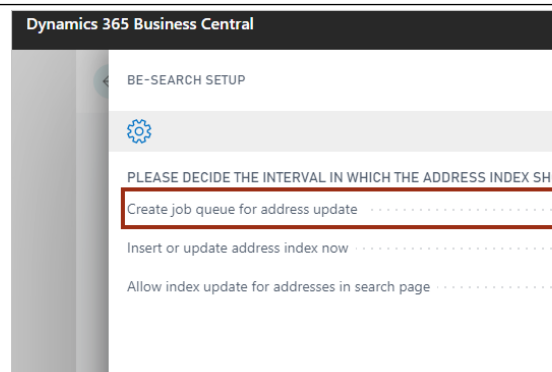 Dynamics 365 Business Central
BE-SEARCH SETUP
PLEASE DECIDE THE INTERVAL IN WHICH THE ADDRESS INDEX SH
Create job queue for address update
Insert or update address index now
Allow index update for addresses in search page